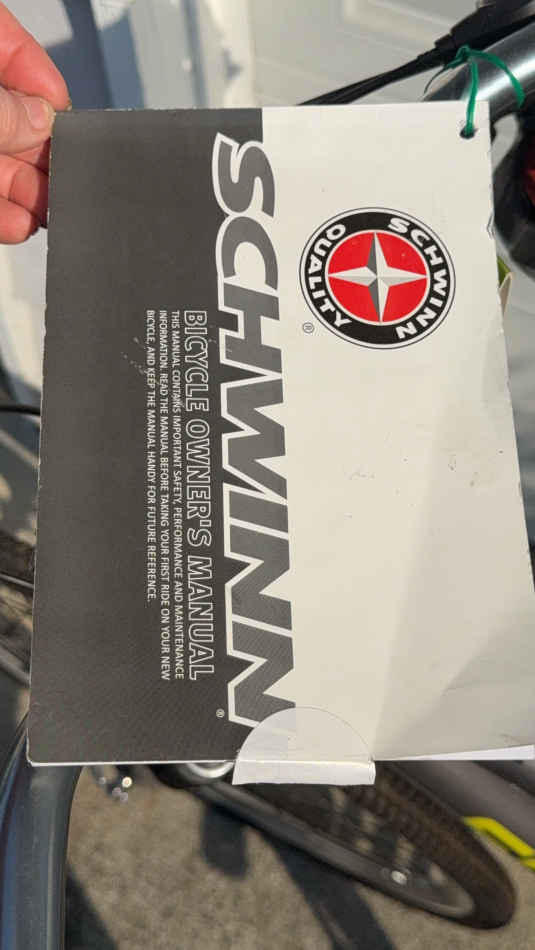 SCHWINN
QUALITY
®
SCHWINN
®
BICYCLE OWNER'S MANUAL
THIS MANUAL CONTAINS IMPORTANT SAFETY, PERFORMANCE AND MAINTENANCE
INFORMATION. READ THE MANUAL BEFORE TAKING YOUR FIRST RIDE ON YOUR NEW
BICYCLE, AND KEEP THE MANUAL HANDY FOR FUTURE REFERENCE.